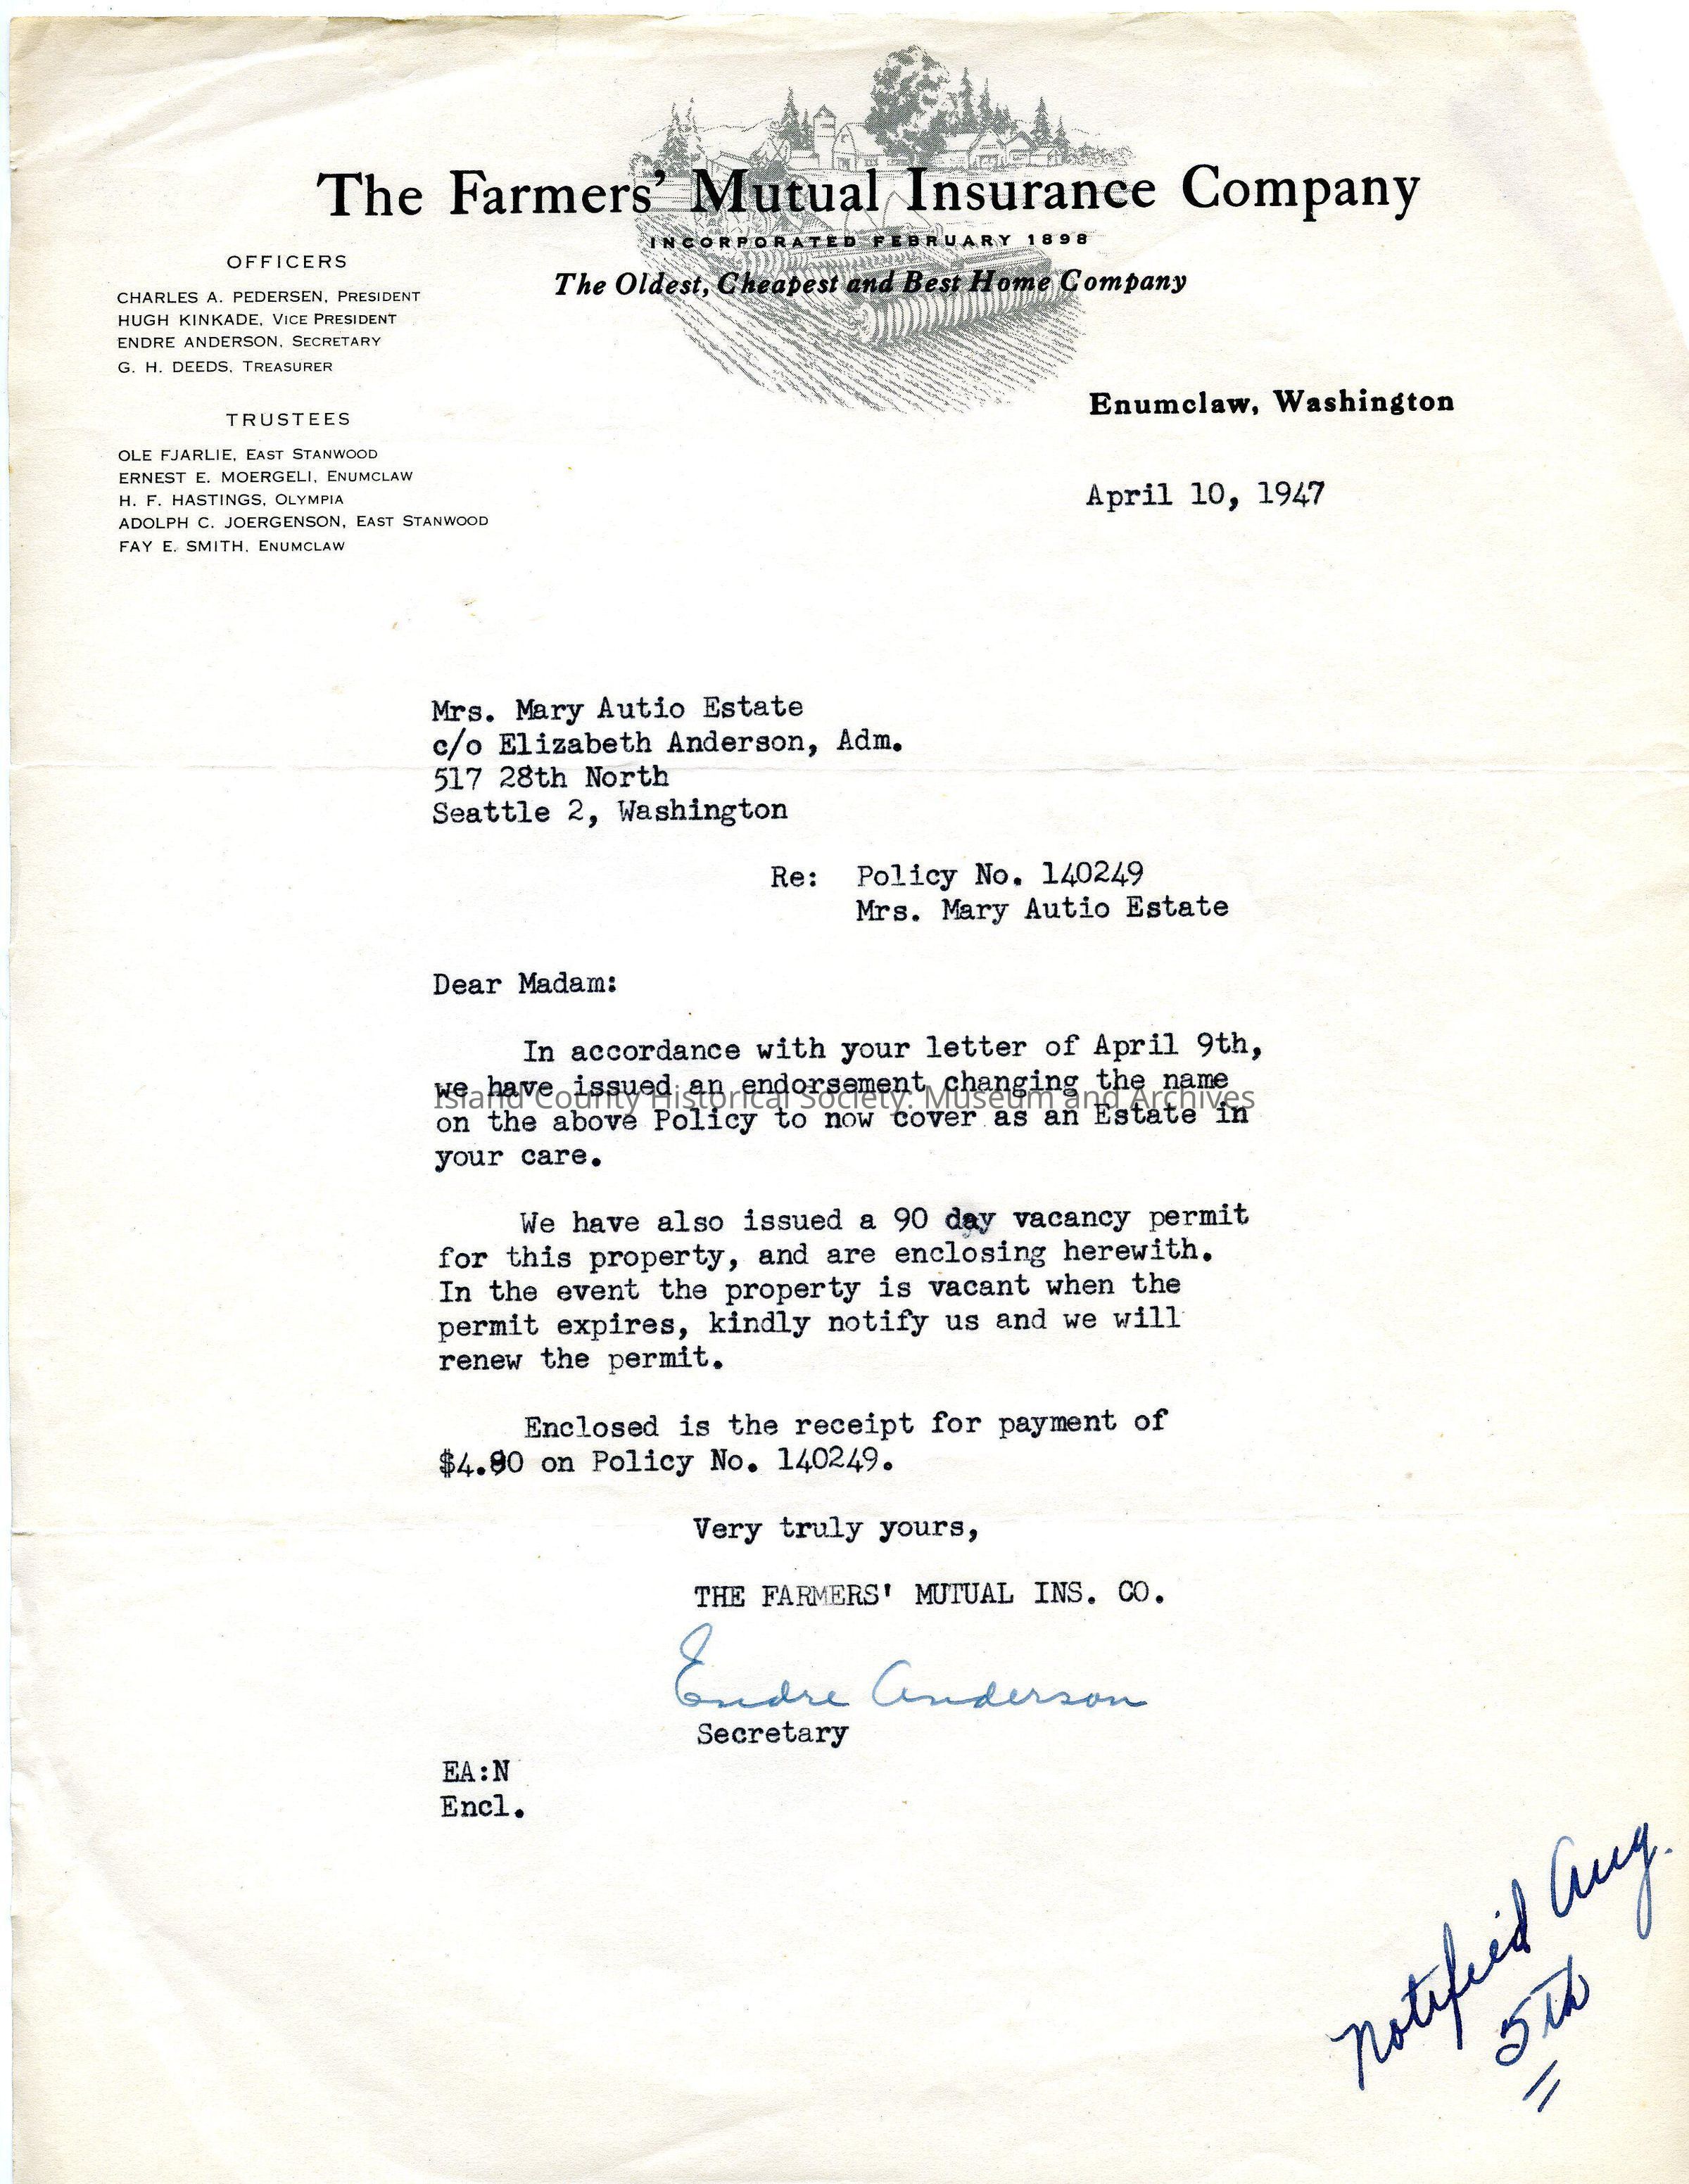 The Farmers' Mutual Insurance Company
INCORPORATED FEBRUARY 1898
The Oldest, Cheapest and Best Home Company
OFFICERS
CHARLES A. PEDERSEN, PRESIDENT
HUGH KINKADE, VICE PRESIDENT
ENDRE ANDERSON, SECRETARY
G. H. DEEDS, TREASURER
TRUSTEES
OLE FJARLIE, EAST STANWOOD
ERNEST E. MOERGELI, ENUMCLAW
H. F. HASTINGS, OLYMPIA
ADOLPH C. JOERGENSON, EAST STANWOOD
FAY E. SMITH, ENUMCLAW
Enumclaw, Washington
April 10, 1947
Mrs. Mary Autio Estate
c/o Elizabeth Anderson, Adm.
517 28th North
Seattle 2, Washington
Re: Policy No. 140249
Mrs. Mary Autio Estate
Dear Madam:
In accordance with your letter of April 9th,
we have issued an endorsement changing the name
Island County Historical Society: Museum and Archives
on the above Policy to now cover as an Estate in
your care.
We have also issued a 90 day vacancy permit
for this property, and are enclosing herewith.
In the event the property is vacant when the
permit expires, kindly notify us and we will
renew the permit.
Enclosed is the receipt for payment of
on Policy No. 140249.
Very truly yours,
THE FARMERS' MUTUAL INS. CO.
Endre Anderson
Secretary
EA:N
Encl.
Notifeid Aug.
5th